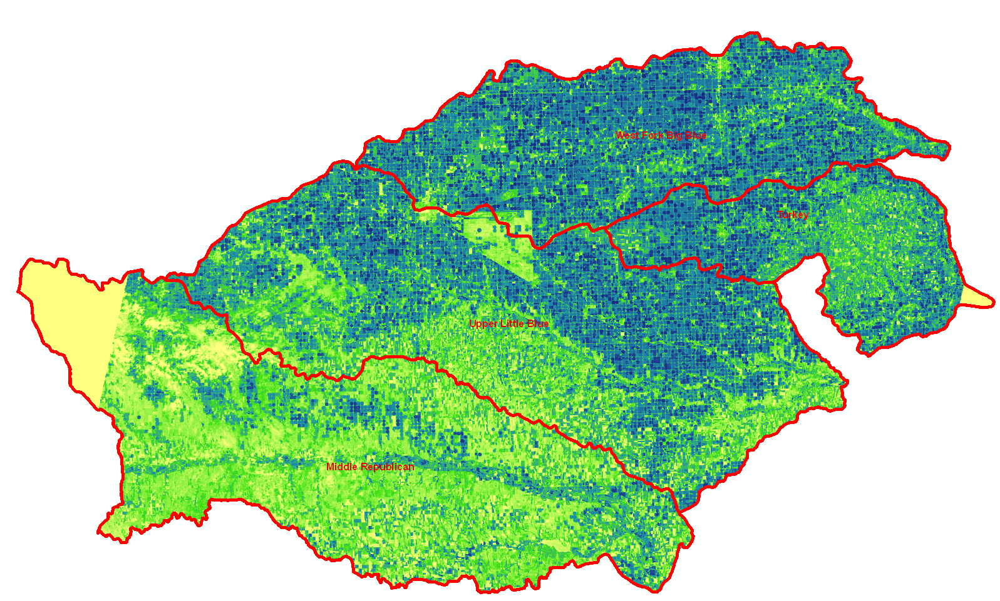 West Fork Big Blue
Turkey
Upper Little Blue
Middle Republican